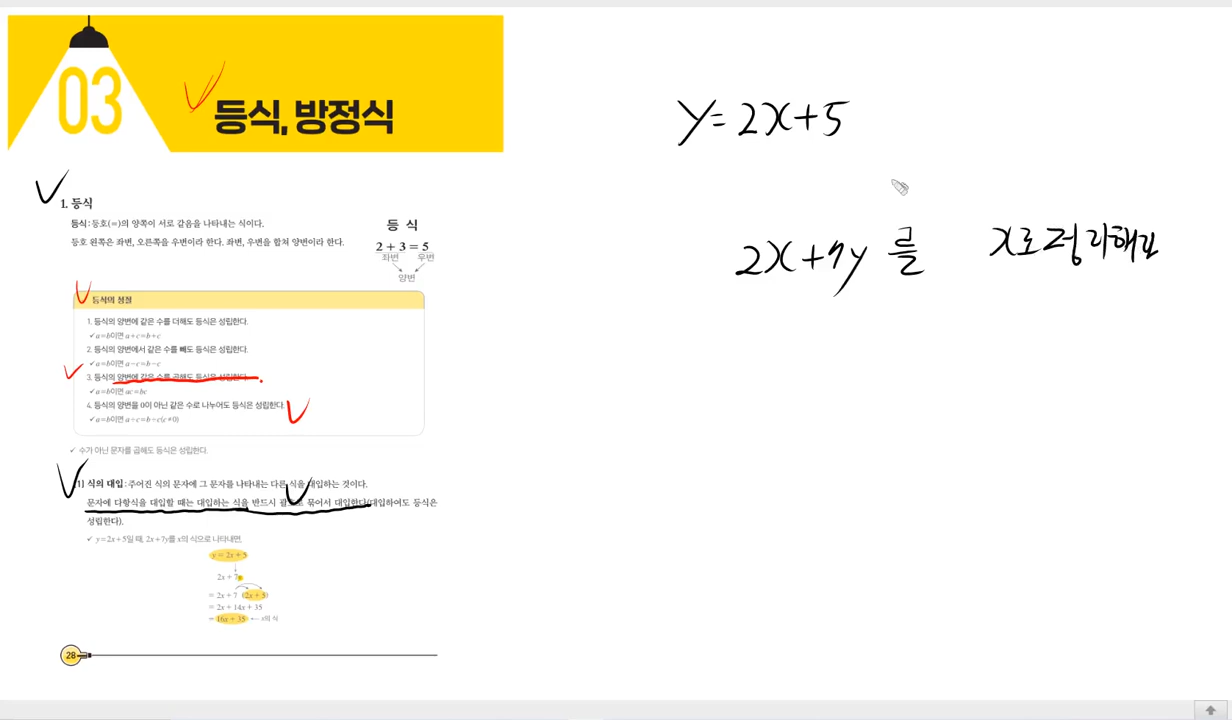 03
등식, 방정식
1. 등식
등식 : 등호(=)의 양쪽이 서로 같음을 나타내는 식이다.
등호 왼쪽은 좌변, 오른쪽을 우변이라 한다. 좌변, 우변을 합쳐 양변이라 한다.
등 식
2 + 3 = 5
좌변 우변
양변
등식의 성질
1. 등식의 양변에 같은 수를 더해도 등식은 성립한다.
✓ a=b이면 a+c=b+c
2. 등식의 양변에서 같은 수를 빼도 등식은 성립한다.
✓ a=b이면 a−c=b−c
3. 등식의 양변에 같은 수를 곱해도 등식은 성립한다.
✓ a=b이면 ac=bc
4. 등식의 양변을 0이 아닌 같은 수로 나누어도 등식은 성립한다.
✓ a=b이면 a÷c=b÷c(c≠0)
✓ 수가 아닌 문자를 곱해도 등식은 성립한다.
1) 식의 대입 : 주어진 식의 문자에 그 문자를 나타내는 다른 식을 대입하는 것이다.
문자에 다항식을 대입할 때는 대입하는 식을 반드시 괄호로 묶어서 대입한다(대입하여도 등식은
성립한다).
✓ y=2x+5일 때, 2x+7y를 x의 식으로 나타내면,
y = 2x + 5
2x + 7y
= 2x + 7 (2x + 5)
= 2x + 14x + 35
= 16x + 35 ← x의 식
28
y = 2x + 5
2x + 7y 를 x로 정리해라